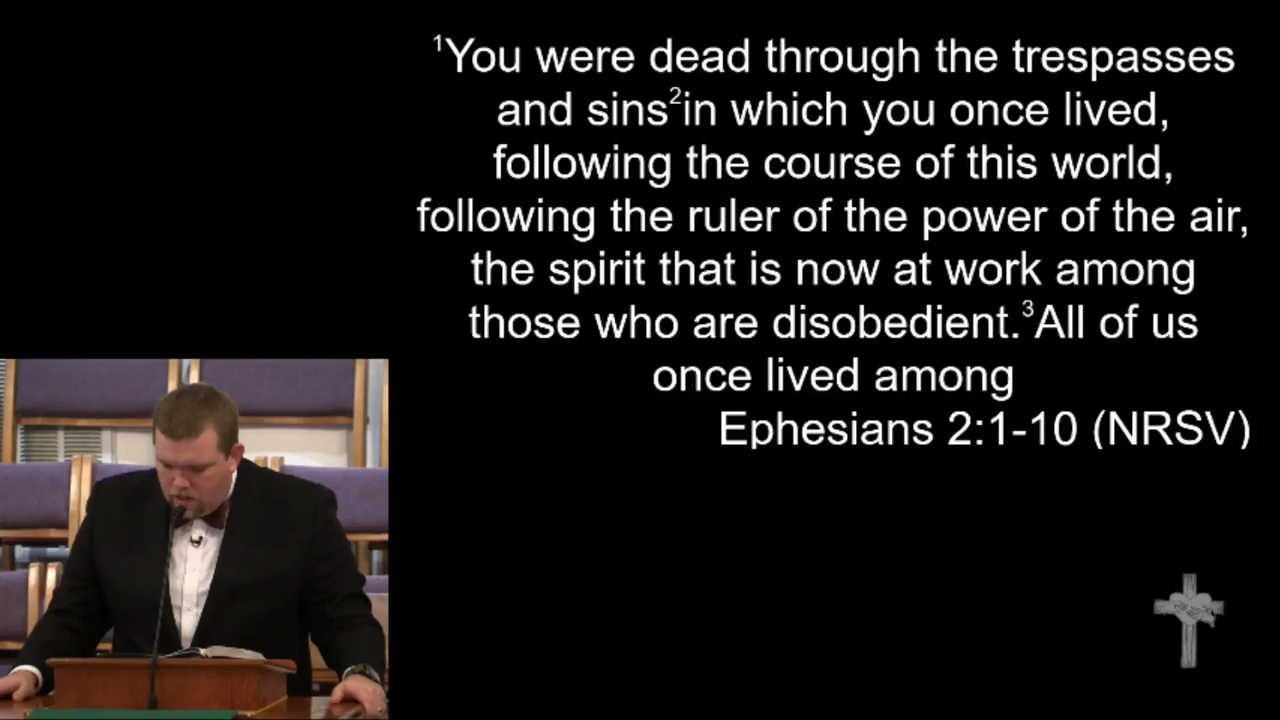 ¹You were dead through the trespasses
and sins²in which you once lived,
following the course of this world,
following the ruler of the power of the air,
the spirit that is now at work among
those who are disobedient.³All of us
once lived among
Ephesians 2:1-10 (NRSV)